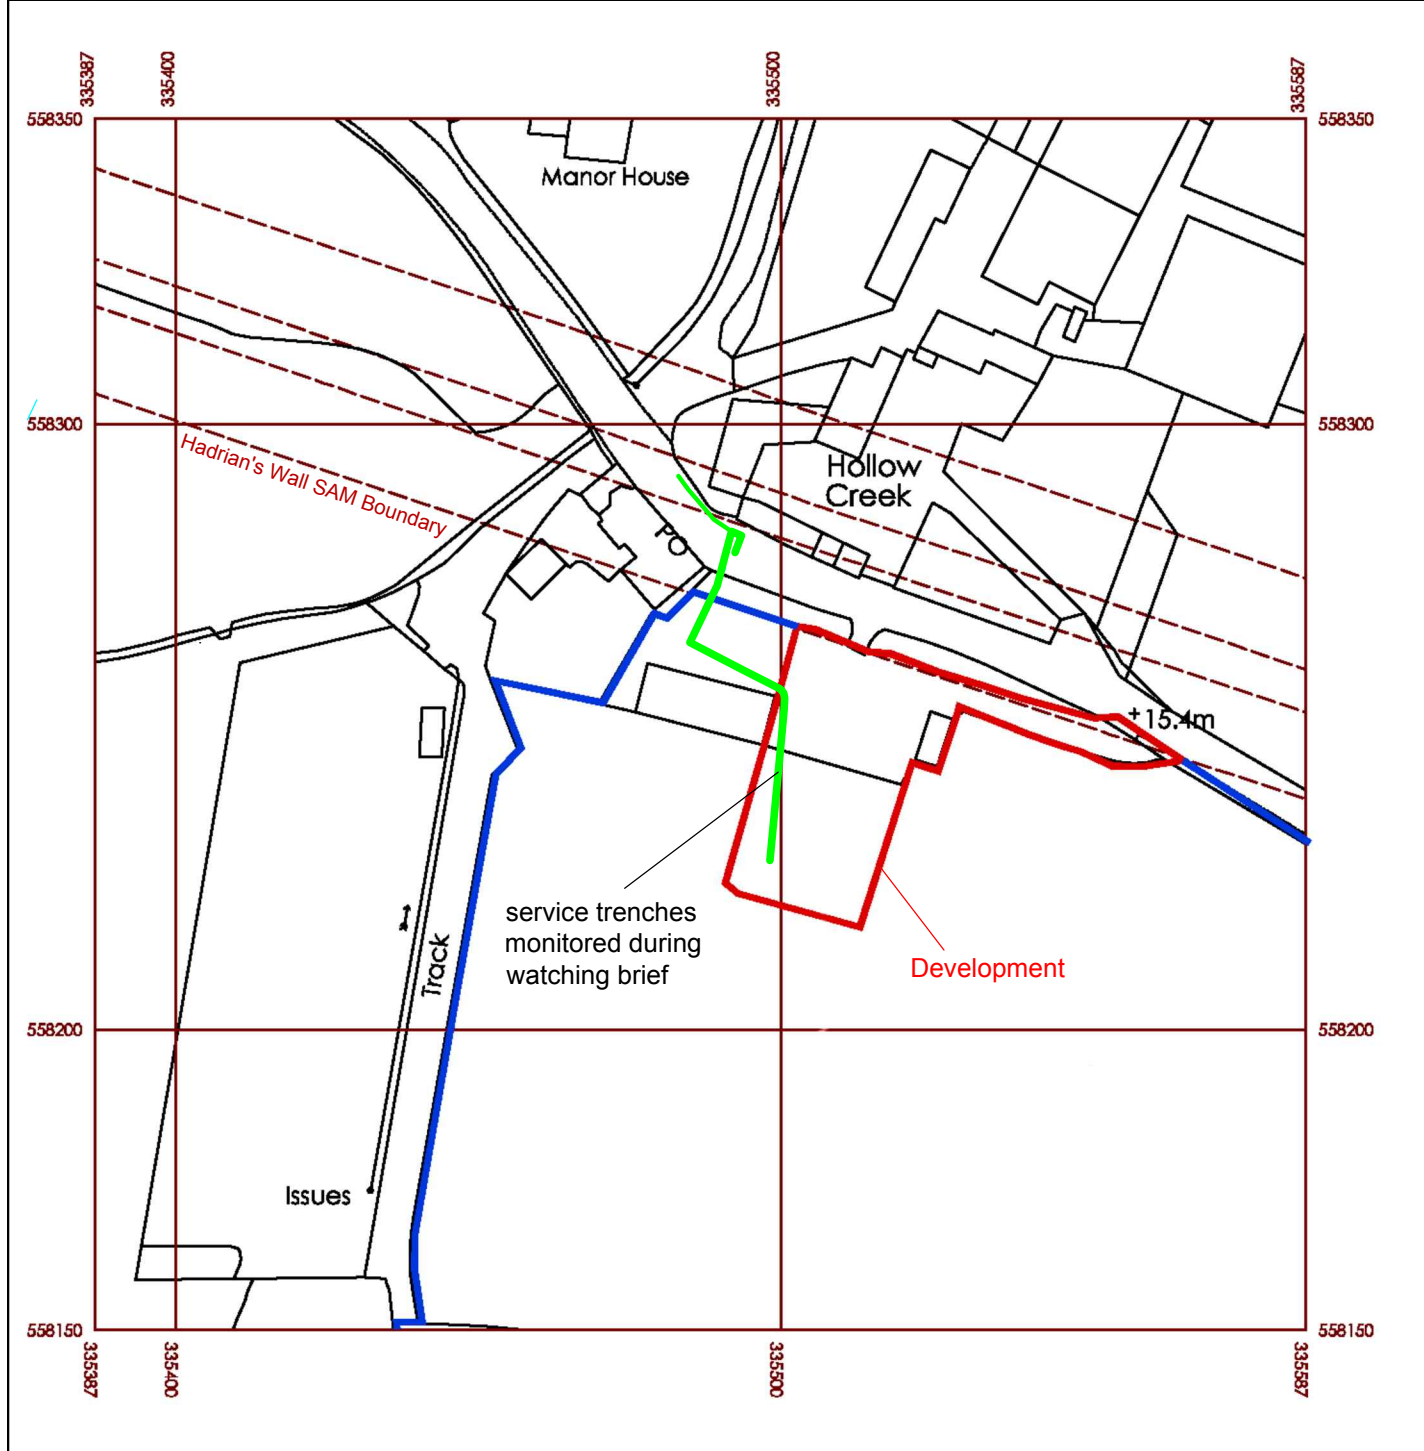 335387
335400
335500
335587
558350
558350
Manor House
558300
558300
Hadrian's Wall SAM Boundary
Hollow
Creek
PO
+15.4m
service trenches
monitored during
watching brief
Track
Development
558200
558200
Issues
558150
558150
335387
335400
335500
335587